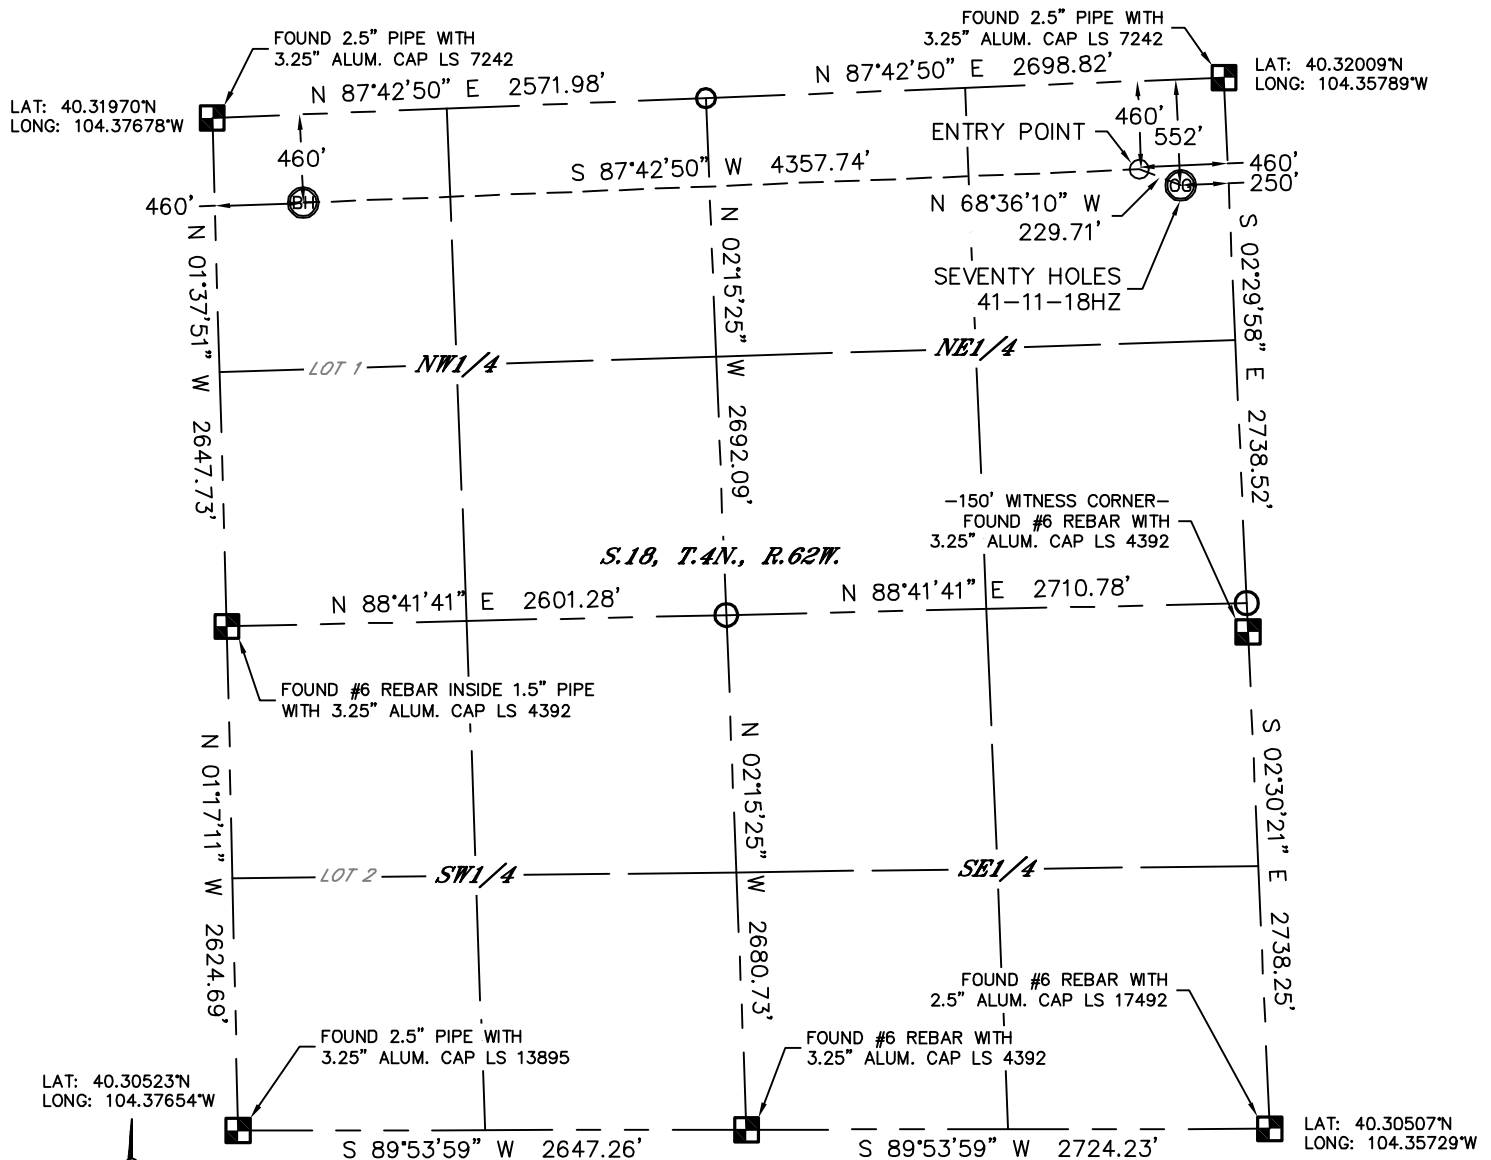 FOUND 2.5” PIPE WITH
3.25” ALUM. CAP LS 7242
FOUND 2.5” PIPE WITH
3.25” ALUM. CAP LS 7242
LAT: 40.31970°N
LONG: 104.37678°W
N 87°42'50” E 2571.98'
N 87°42'50” E 2698.82'
LAT: 40.32009°N
LONG: 104.35789°W
460'
ENTRY POINT
460'
552'
S 87°42'50” W 4357.74'
460'
250'
460'
BH
N 68°36'10” W
229.71'
SEVENTY HOLES
41-11-18HZ
N 01°37'51” W 2647.73'
N 02°15'25” W 2692.09'
S 02°29'58” E 2738.52'
LOT 1
NW1/4
NE1/4
-150' WITNESS CORNER-
FOUND #6 REBAR WITH
3.25” ALUM. CAP LS 4392
S.18, T.4N., R.62W.
N 88°41'41” E 2601.28'
N 88°41'41” E 2710.78'
FOUND #6 REBAR INSIDE 1.5” PIPE
WITH 3.25” ALUM. CAP LS 4392
N 01°17'11” W 2624.69'
N 02°15'25” W 2680.73'
S 02°30'21” E 2738.25'
LOT 2
SW1/4
SE1/4
FOUND #6 REBAR WITH
2.5” ALUM. CAP LS 17492
FOUND 2.5” PIPE WITH
3.25” ALUM. CAP LS 13895
FOUND #6 REBAR WITH
3.25” ALUM. CAP LS 4392
LAT: 40.30523°N
LONG: 104.37654°W
S 89°53'59” W 2647.26'
S 89°53'59” W 2724.23'
LAT: 40.30507°N
LONG: 104.35729°W